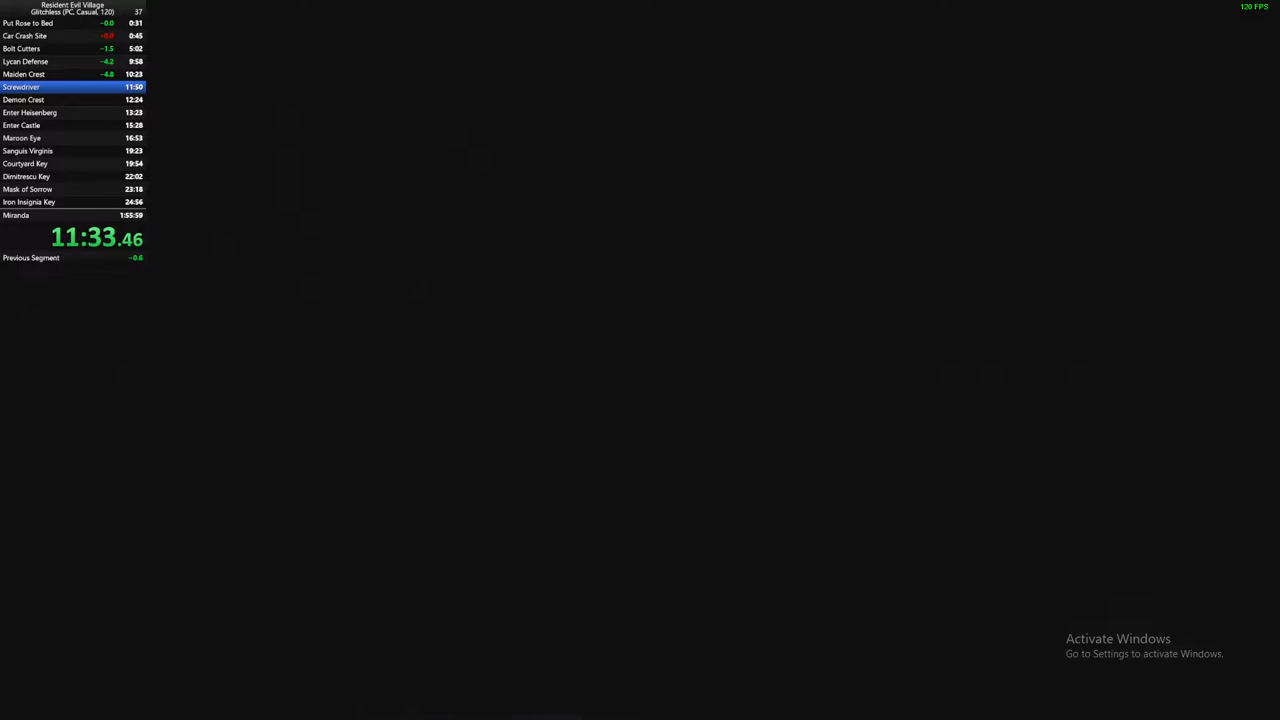 Resident Evil Village
Glitchless (PC, Casual, 120) 37
Put Rose to Bed −0.0 0:31
Car Crash Site +0.0 0:45
Bolt Cutters −1.5 5:02
Lycan Defense −4.2 9:58
Maiden Crest −4.8 10:23
Screwdriver 11:50
Demon Crest 12:24
Enter Heisenberg 13:23
Enter Castle 15:28
Maroon Eye 16:53
Sanguis Virginis 19:23
Courtyard Key 19:54
Dimitrescu Key 22:02
Mask of Sorrow 23:18
Iron Insignia Key 24:56
Miranda 1:55:59
11:33.46
Previous Segment −0.6
120 FPS
Activate Windows
Go to Settings to activate Windows.